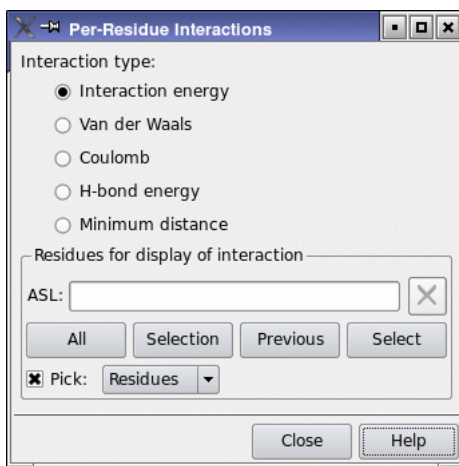 Per-Residue Interactions
Interaction type:
Interaction energy
Van der Waals
Coulomb
H-bond energy
Minimum distance
Residues for display of interaction
ASL:
All Selection Previous Select
Pick: Residues
Close Help